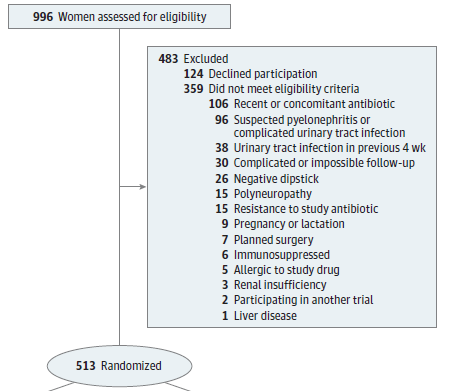 996 Women assessed for eligibility
483 Excluded
124 Declined participation
359 Did not meet eligibility criteria
106 Recent or concomitant antibiotic
96 Suspected pyelonephritis or
complicated urinary tract infection
38 Urinary tract infection in previous 4 wk
30 Complicated or impossible follow-up
26 Negative dipstick
15 Polyneuropathy
15 Resistance to study antibiotic
9 Pregnancy or lactation
7 Planned surgery
6 Immunosuppressed
5 Allergic to study drug
3 Renal insufficiency
2 Participating in another trial
1 Liver disease
513 Randomized